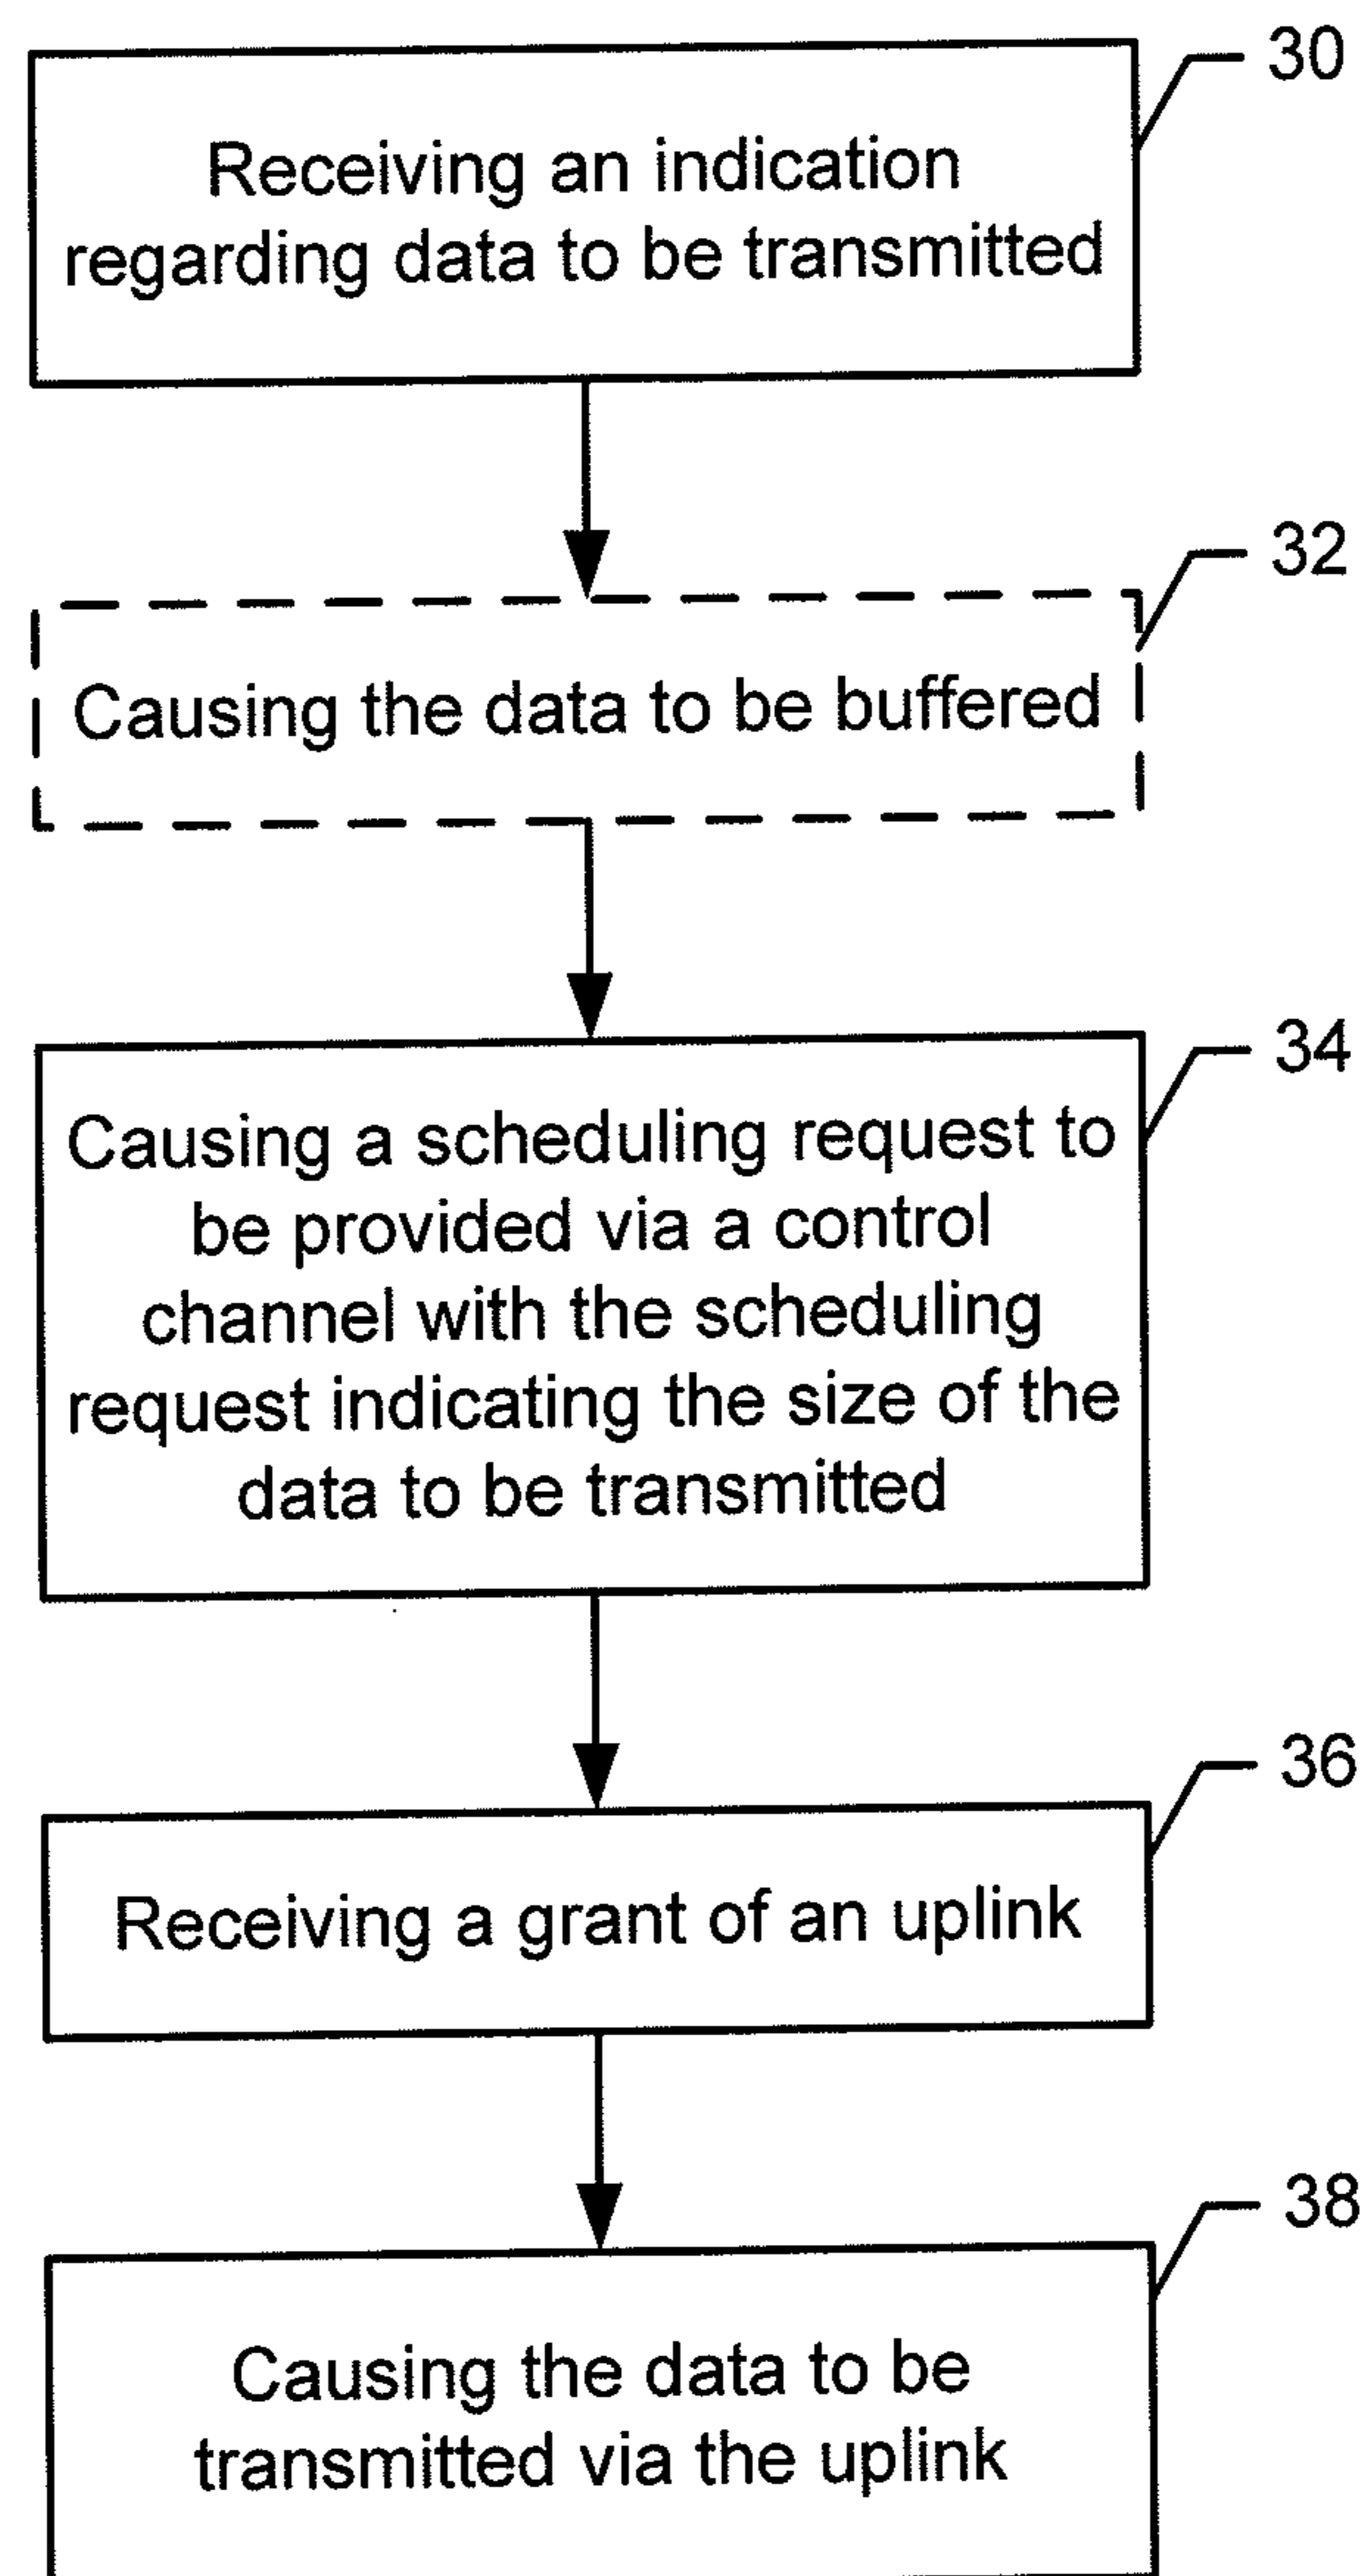 30
Receiving an indication
regarding data to be transmitted
32
Causing the data to be buffered
34
Causing a scheduling request to
be provided via a control
channel with the scheduling
request indicating the size of the
data to be transmitted
36
Receiving a grant of an uplink
38
Causing the data to be
transmitted via the uplink